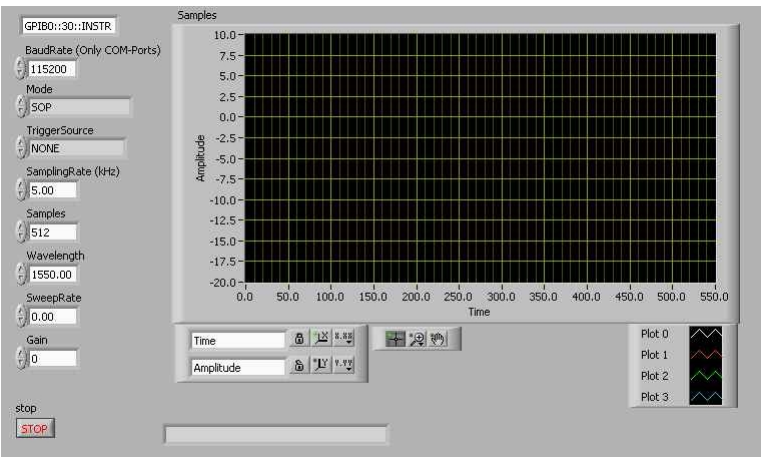 GPIB0::30::INSTR
BaudRate (Only COM-Ports)
115200
Mode
SOP
TriggerSource
NONE
SamplingRate (kHz)
5.00
Samples
512
Wavelength
1550.00
SweepRate
0.00
Gain
0
stop
STOP
Samples
10.0
7.5
5.0
2.5
0.0
-2.5
-5.0
-7.5
-10.0
-12.5
-15.0
-17.5
-20.0
Amplitude
0.0 50.0 100.0 150.0 200.0 250.0 300.0 350.0 400.0 450.0 500.0 550.0
Time
Time X X.XX
Amplitude Y Y.YY
Plot 0
Plot 1
Plot 2
Plot 3